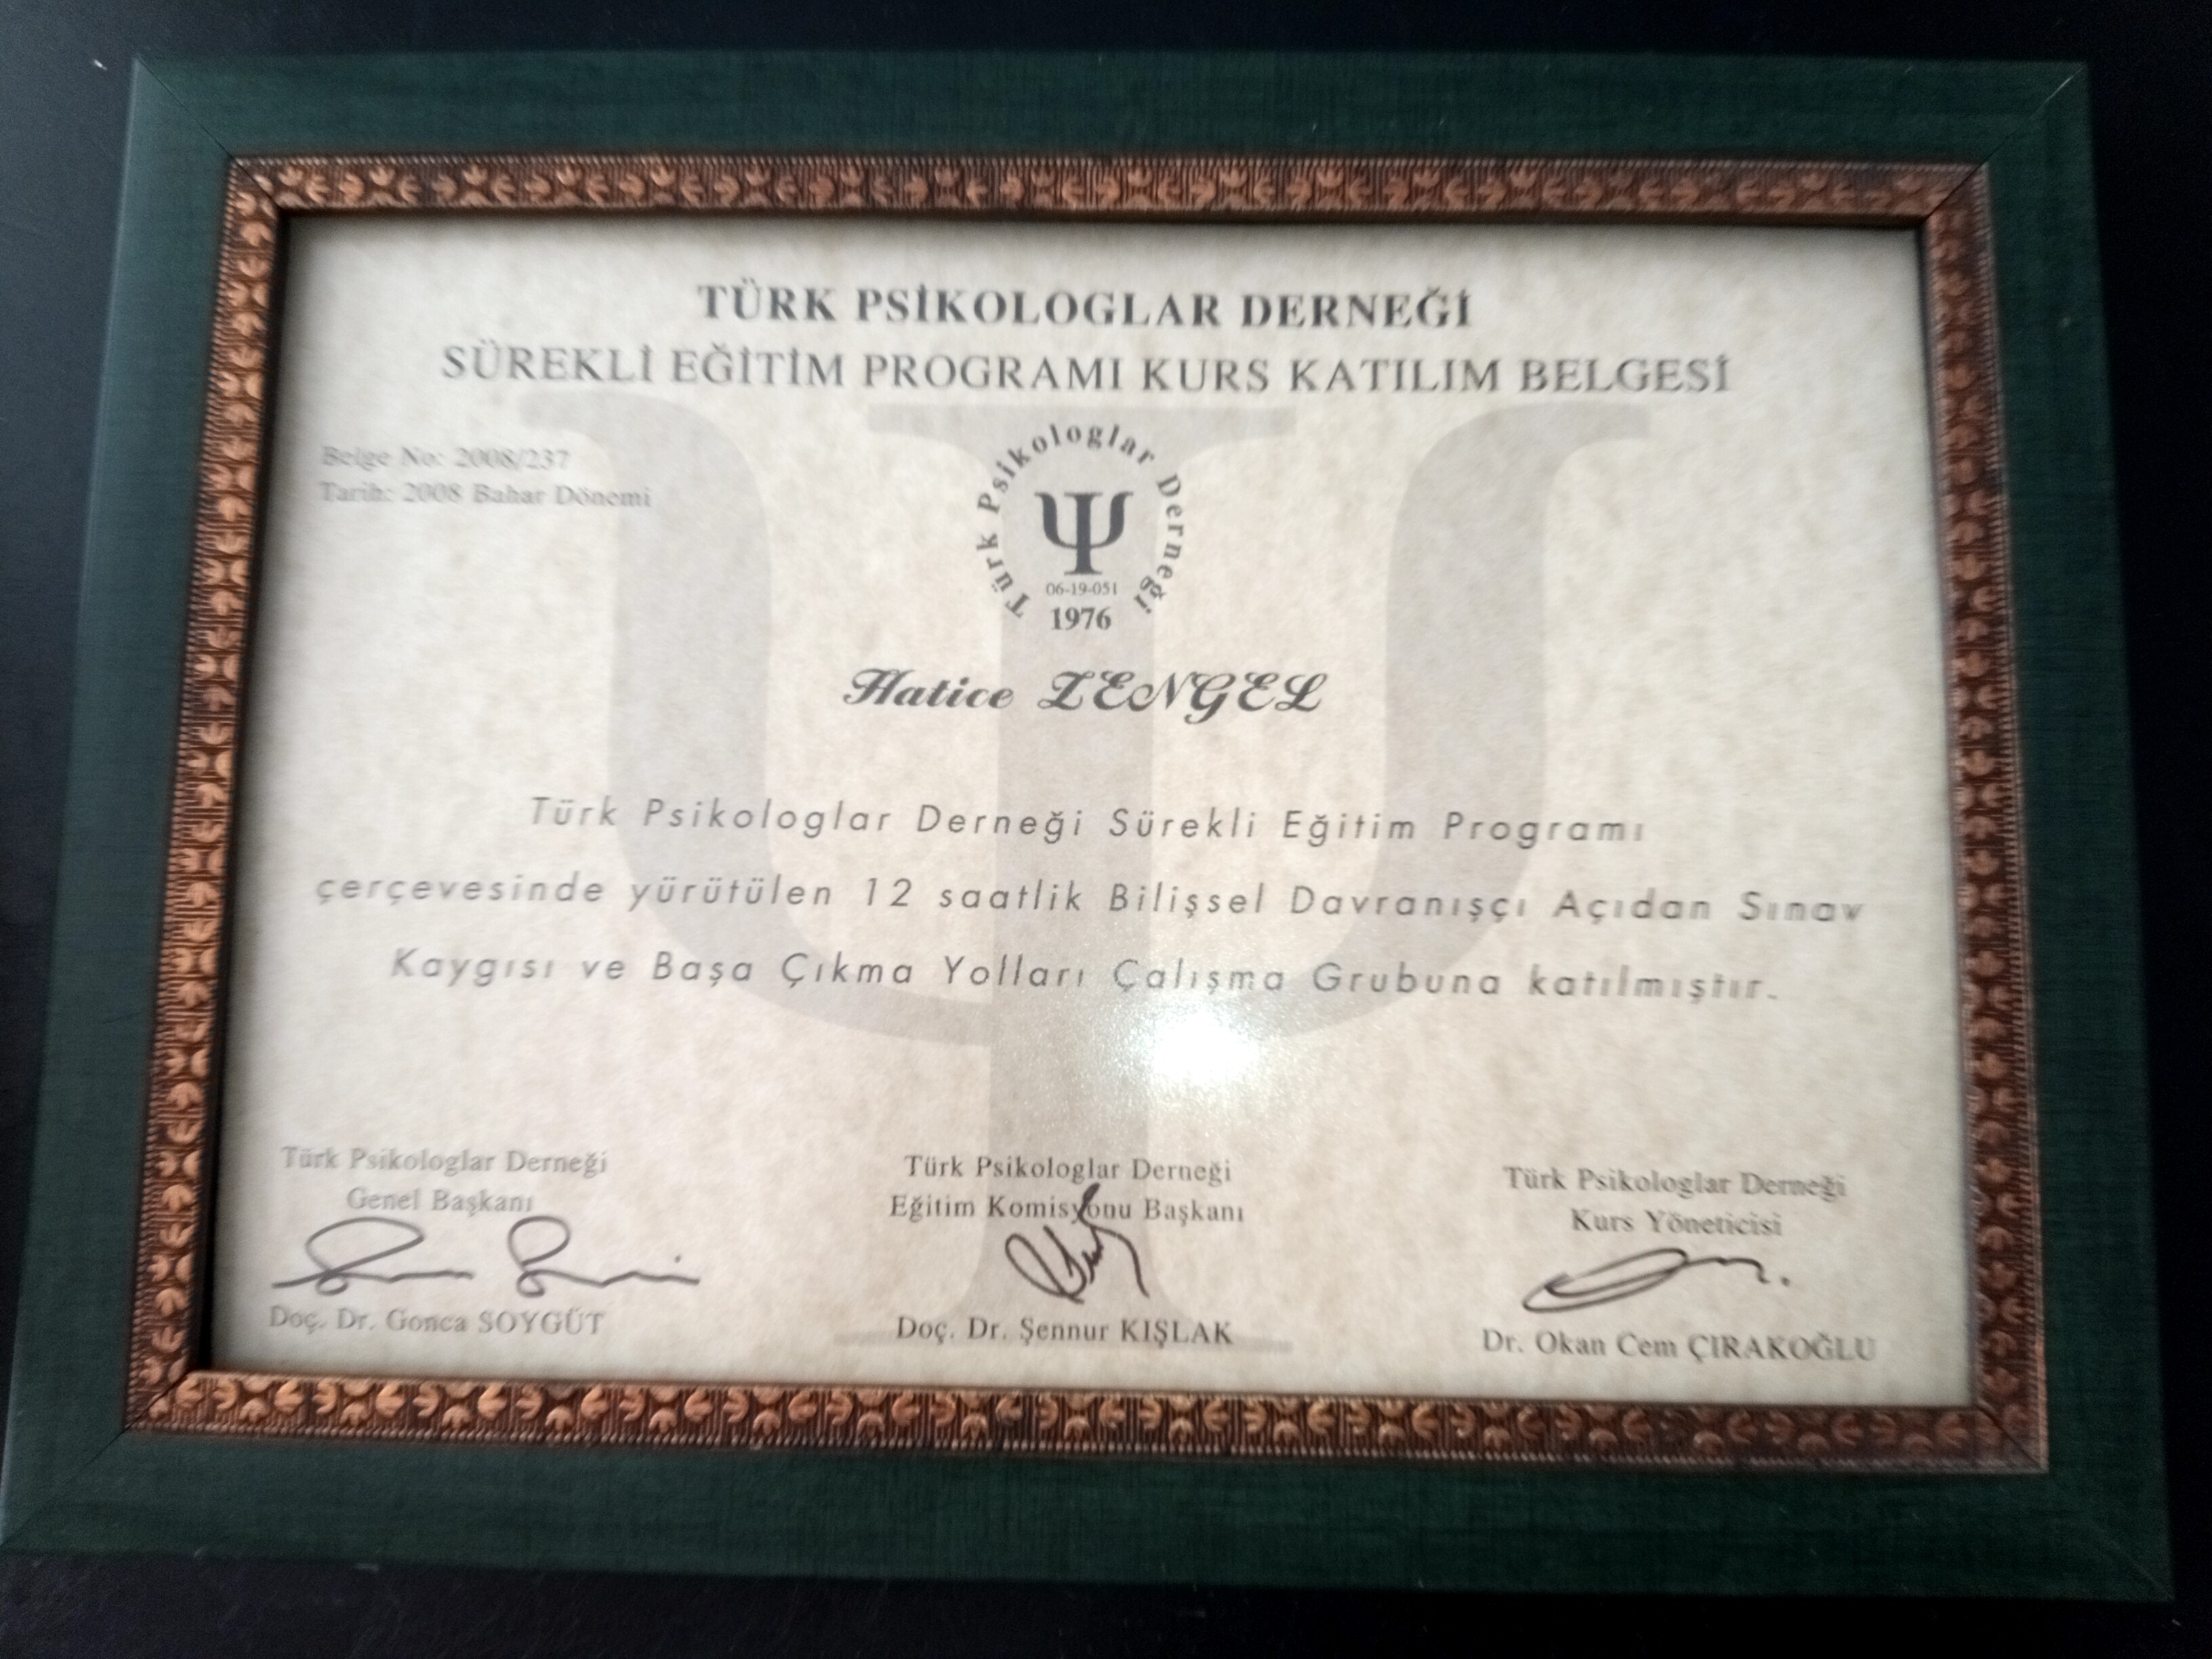 TÜRK PSİKOLOGLAR DERNEĞİ
SÜREKLİ EĞİTİM PROGRAMI KURS KATILIM BELGESİ
Belge No: 2008/237
Tarih: 2008 Bahar Dönemi
Türk Psikologlar Derneği
Ψ
06-19-051
1976
Hatice ZENGEL
Türk Psikologlar Derneği Sürekli Eğitim Programı
çerçevesinde yürütülen 12 saatlik Bilişsel Davranışçı Açıdan Sınav
Kaygısı ve Başa Çıkma Yolları Çalışma Grubuna katılmıştır.
Türk Psikologlar Derneği
Genel Başkanı
Doç. Dr. Gonca SOYGÜT
Türk Psikologlar Derneği
Eğitim Komisyonu Başkanı
Doç. Dr. Şennur KIŞLAK
Türk Psikologlar Derneği
Kurs Yöneticisi
Dr. Okan Cem ÇIRAKOĞLU